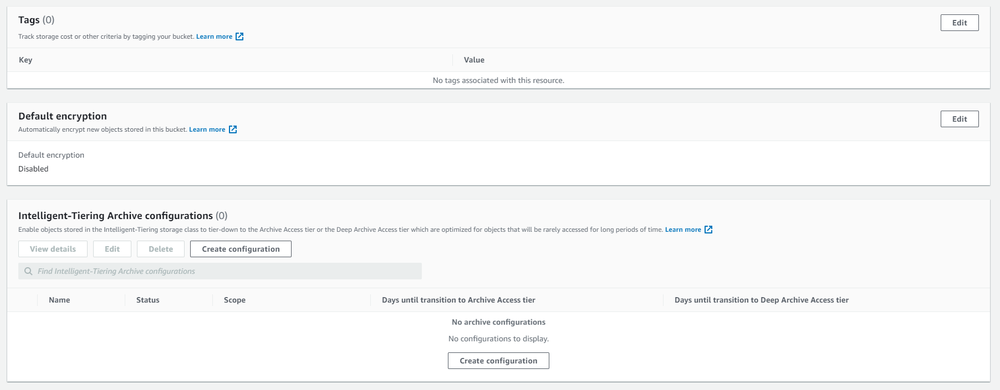 Tags (0)
Edit
Track storage cost or other criteria by tagging your bucket. Learn more
Key Value
No tags associated with this resource.
Default encryption
Edit
Automatically encrypt new objects stored in this bucket. Learn more
Default encryption
Disabled
Intelligent-Tiering Archive configurations (0)
Enable objects stored in the Intelligent-Tiering storage class to tier-down to the Archive Access tier or the Deep Archive Access tier which are optimized for objects that will be rarely accessed for long periods of time. Learn more
View details Edit Delete Create configuration
Find Intelligent-Tiering Archive configurations
Name Status Scope Days until transition to Archive Access tier Days until transition to Deep Archive Access tier
No archive configurations
No configurations to display.
Create configuration